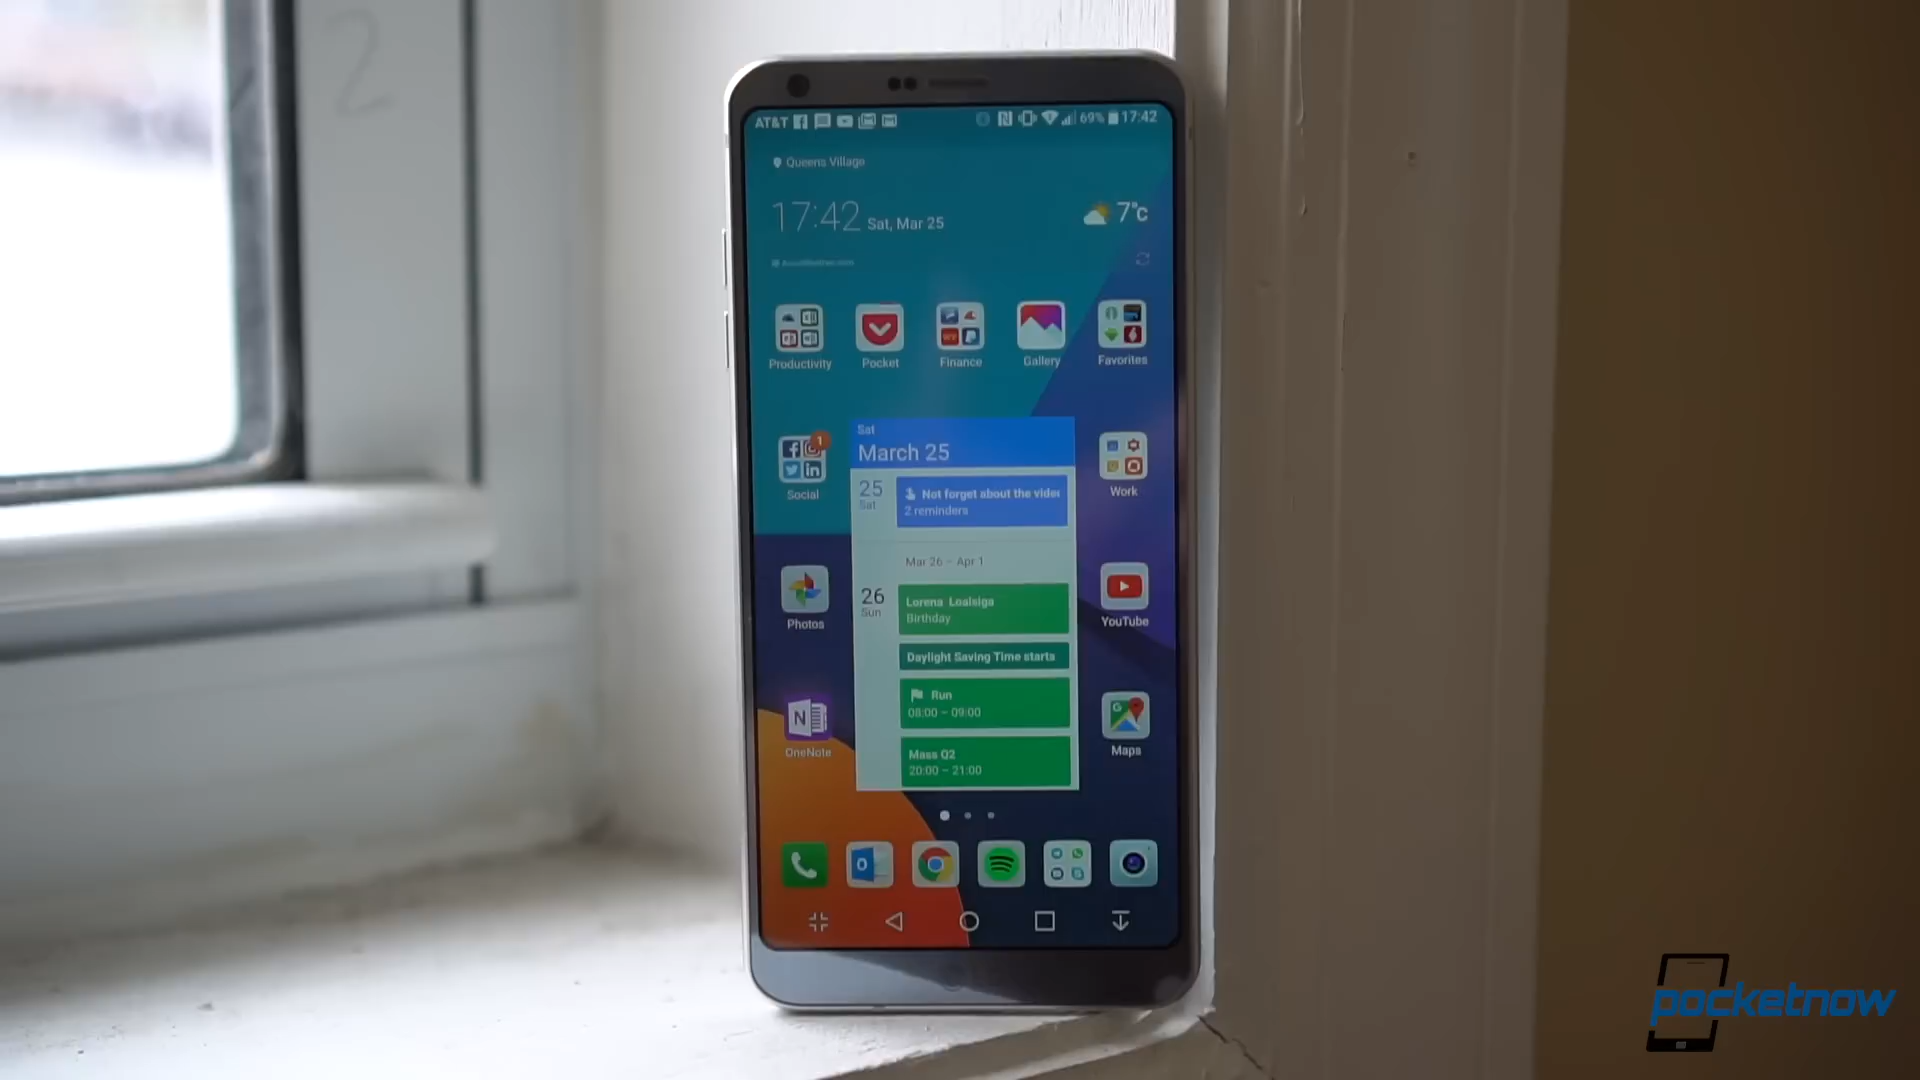 2
AT&T 69% 17:42
Queens Village
17:42 Sat, Mar 25 7°C
Productivity Pocket Finance Gallery Favorites
Sat
March 25
1
Social
25
Sat
Not forget about the video
2 reminders
Work
Mar 26 – Apr 1
Photos
26
Sun
Lorena Loaisiga
Birthday
YouTube
Daylight Saving Time starts
Run
08:00 – 09:00
N
OneNote
Mass Q2
20:00 – 21:00
Maps
pocketnow